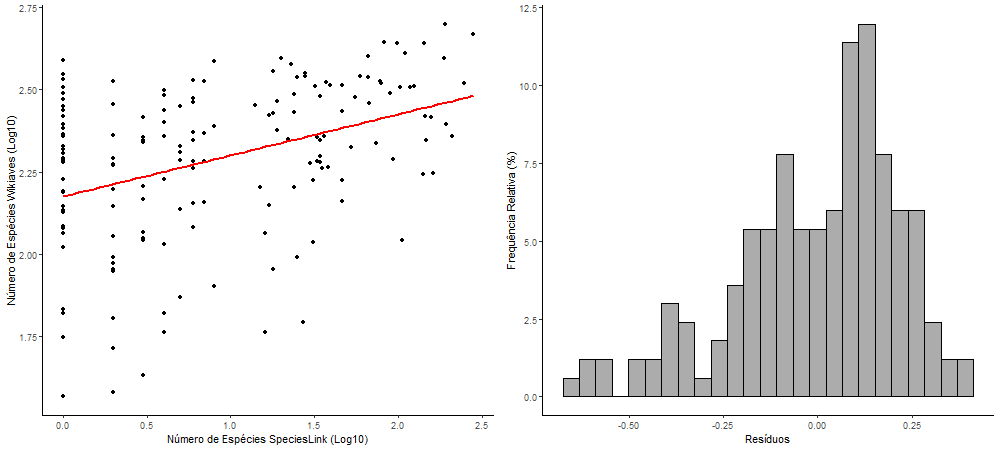 2.75
2.50
2.25
2.00
1.75
0.0 0.5 1.0 1.5 2.0 2.5
Número de Espécies SpeciesLink (Log10)
Número de Espécies Wikiaves (Log10)
12.5
10.0
7.5
5.0
2.5
0.0
-0.50 -0.25 0.00 0.25
Resíduos
Frequência Relativa (%)